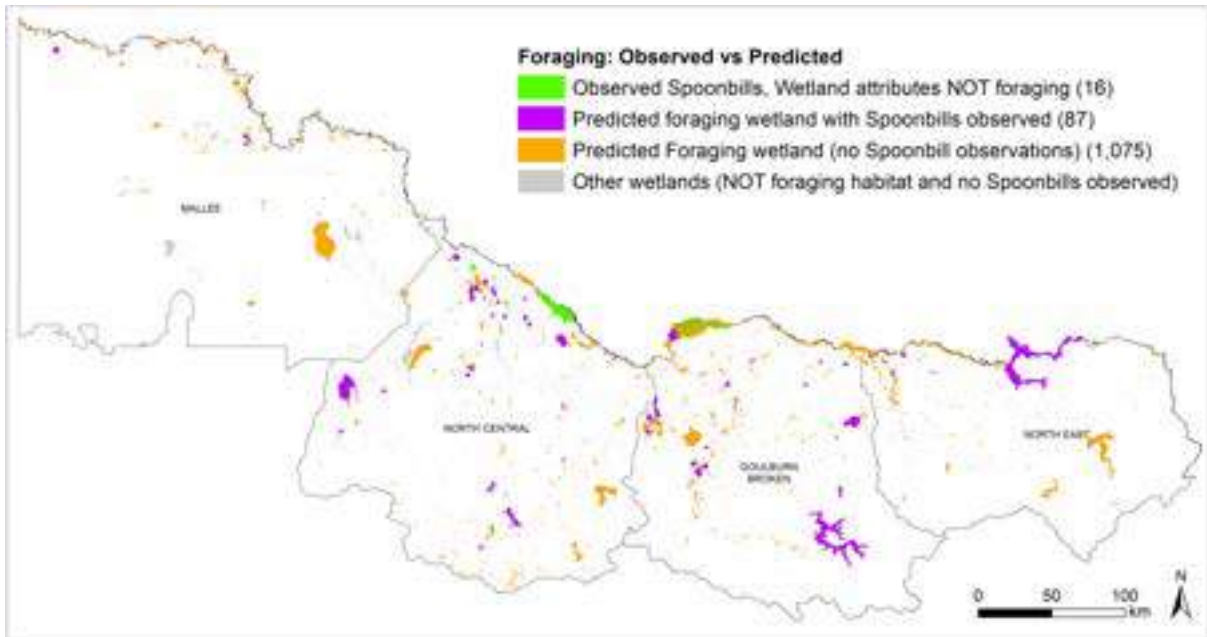 Foraging: Observed vs Predicted
Observed Spoonbills, Wetland attributes NOT foraging (16)
Predicted foraging wetland with Spoonbills observed (87)
Predicted Foraging wetland (no Spoonbill observations) (1,075)
Other wetlands (NOT foraging habitat and no Spoonbills observed)
MALLEE
NORTH CENTRAL
GOULBURN
BROKEN
NORTH EAST
N
0 50 100
km